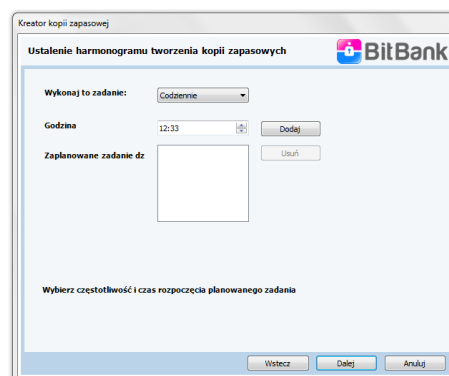 Kreator kopii zapasowej
Ustalenie harmonogramu tworzenia kopii zapasowych
BitBank
Wykonaj to zadanie:
Codziennie
Godzina
12:33
Dodaj
Zaplanowane zadanie dz
Usuń
Wybierz częstotliwość i czas rozpoczęcia planowanego zadania
Wstecz
Dalej
Anuluj